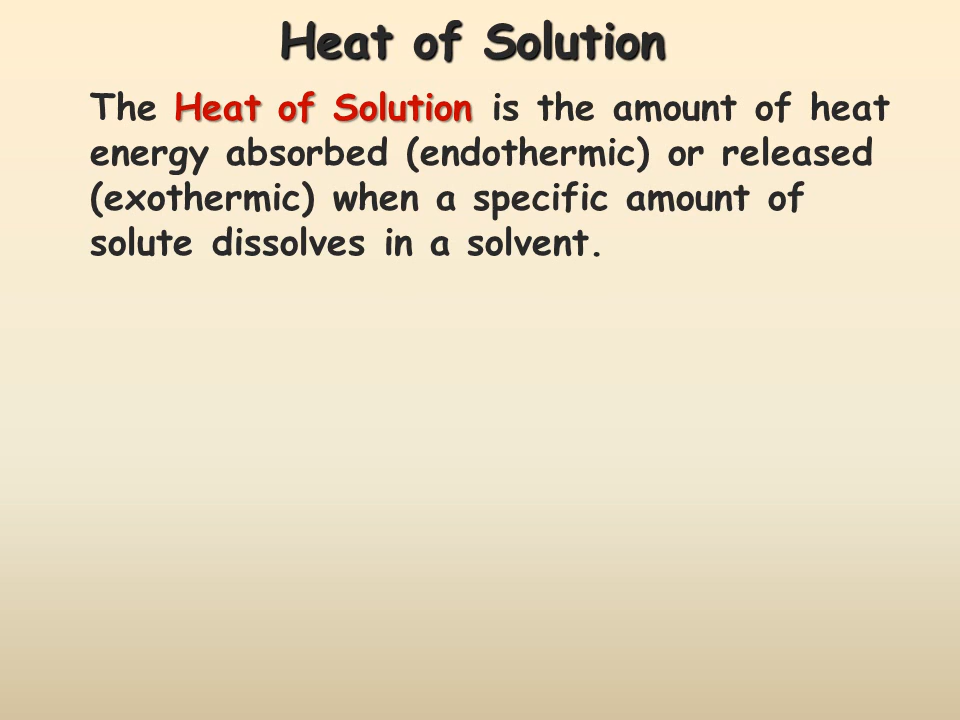 Heat of Solution
The Heat of Solution is the amount of heat
energy absorbed (endothermic) or released
(exothermic) when a specific amount of
solute dissolves in a solvent.